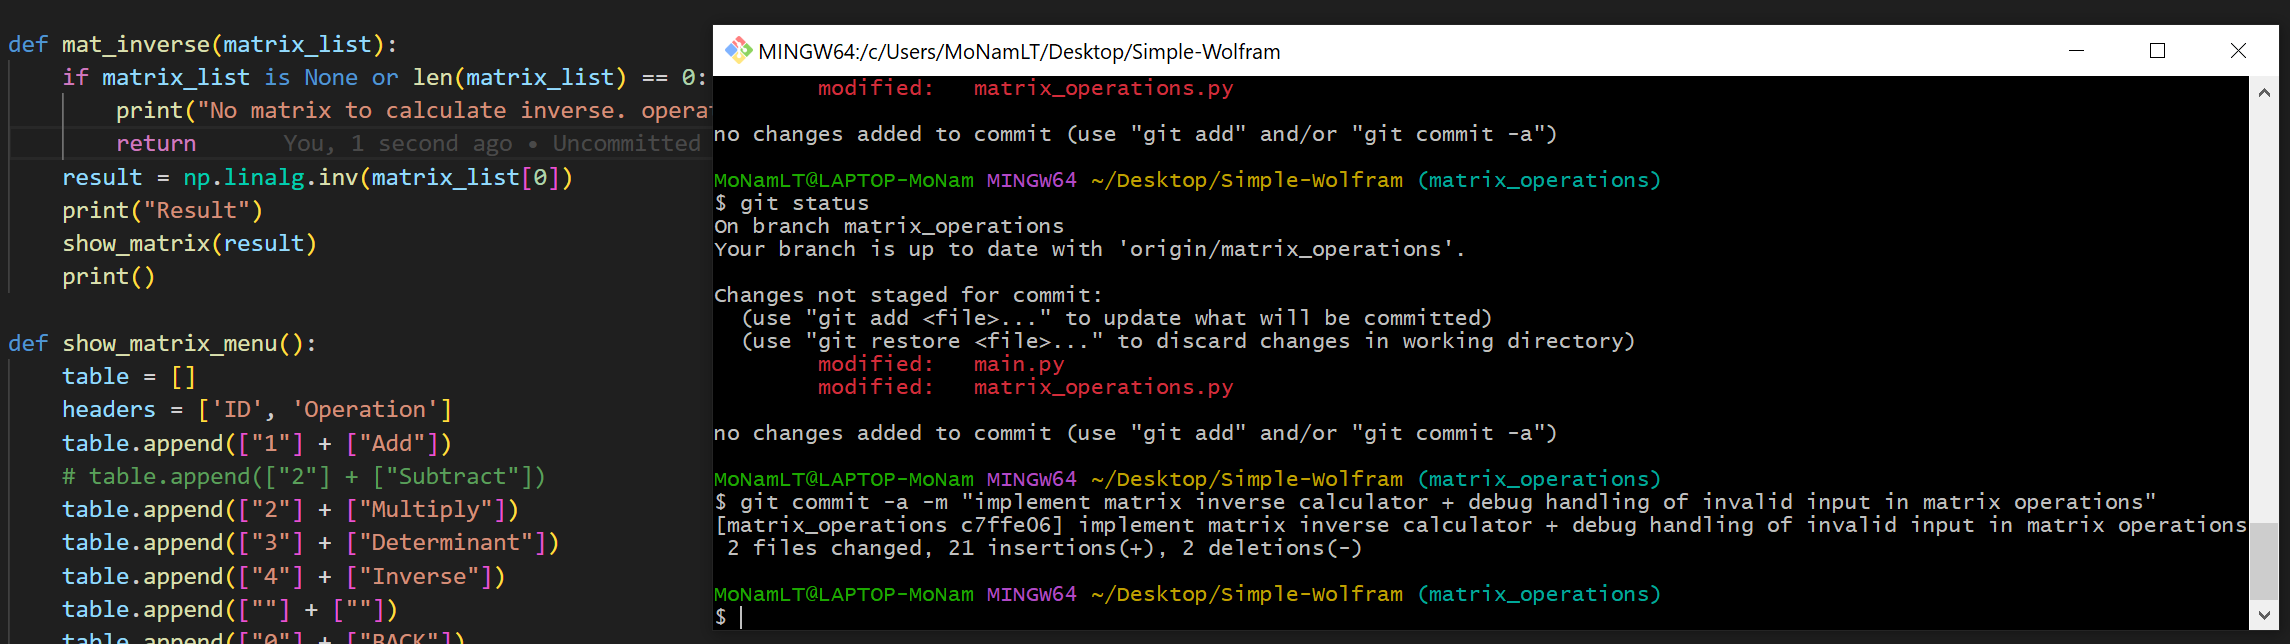 def mat_inverse(matrix_list):
if matrix_list is None or len(matrix_list) == 0:
print("No matrix to calculate inverse.
return You, 1 second ago • Uncommitted
result = np.linalg.inv(matrix_list[0])
print("Result")
show_matrix(result)
print()
def show_matrix_menu():
table = []
headers = ['ID', 'Operation']
table.append(["1"] + ["Add"])
# table.append(["2"] + ["Subtract"])
table.append(["2"] + ["Multiply"])
table.append(["3"] + ["Determinant"])
table.append(["4"] + ["Inverse"])
table.append([""] + [""])
table.append(["0"] + ["BACK"])
MINGW64:/c/Users/MoNamLT/Desktop/Simple-Wolfram
modified: matrix_operations.py
no changes added to commit (use "git add" and/or "git commit -a")
MoNamLT@LAPTOP-MoNam MINGW64 ~/Desktop/Simple-Wolfram (matrix_operations)
$ git status
On branch matrix_operations
Your branch is up to date with 'origin/matrix_operations'.
Changes not staged for commit:
(use "git add <file>..." to update what will be committed)
(use "git restore <file>..." to discard changes in working directory)
modified: main.py
modified: matrix_operations.py
no changes added to commit (use "git add" and/or "git commit -a")
MoNamLT@LAPTOP-MoNam MINGW64 ~/Desktop/Simple-Wolfram (matrix_operations)
$ git commit -a -m "implement matrix inverse calculator + debug handling of invalid input in matrix operations"
[matrix_operations c7ffe06] implement matrix inverse calculator + debug handling of invalid input in matrix operations
2 files changed, 21 insertions(+), 2 deletions(-)
MoNamLT@LAPTOP-MoNam MINGW64 ~/Desktop/Simple-Wolfram (matrix_operations)
$